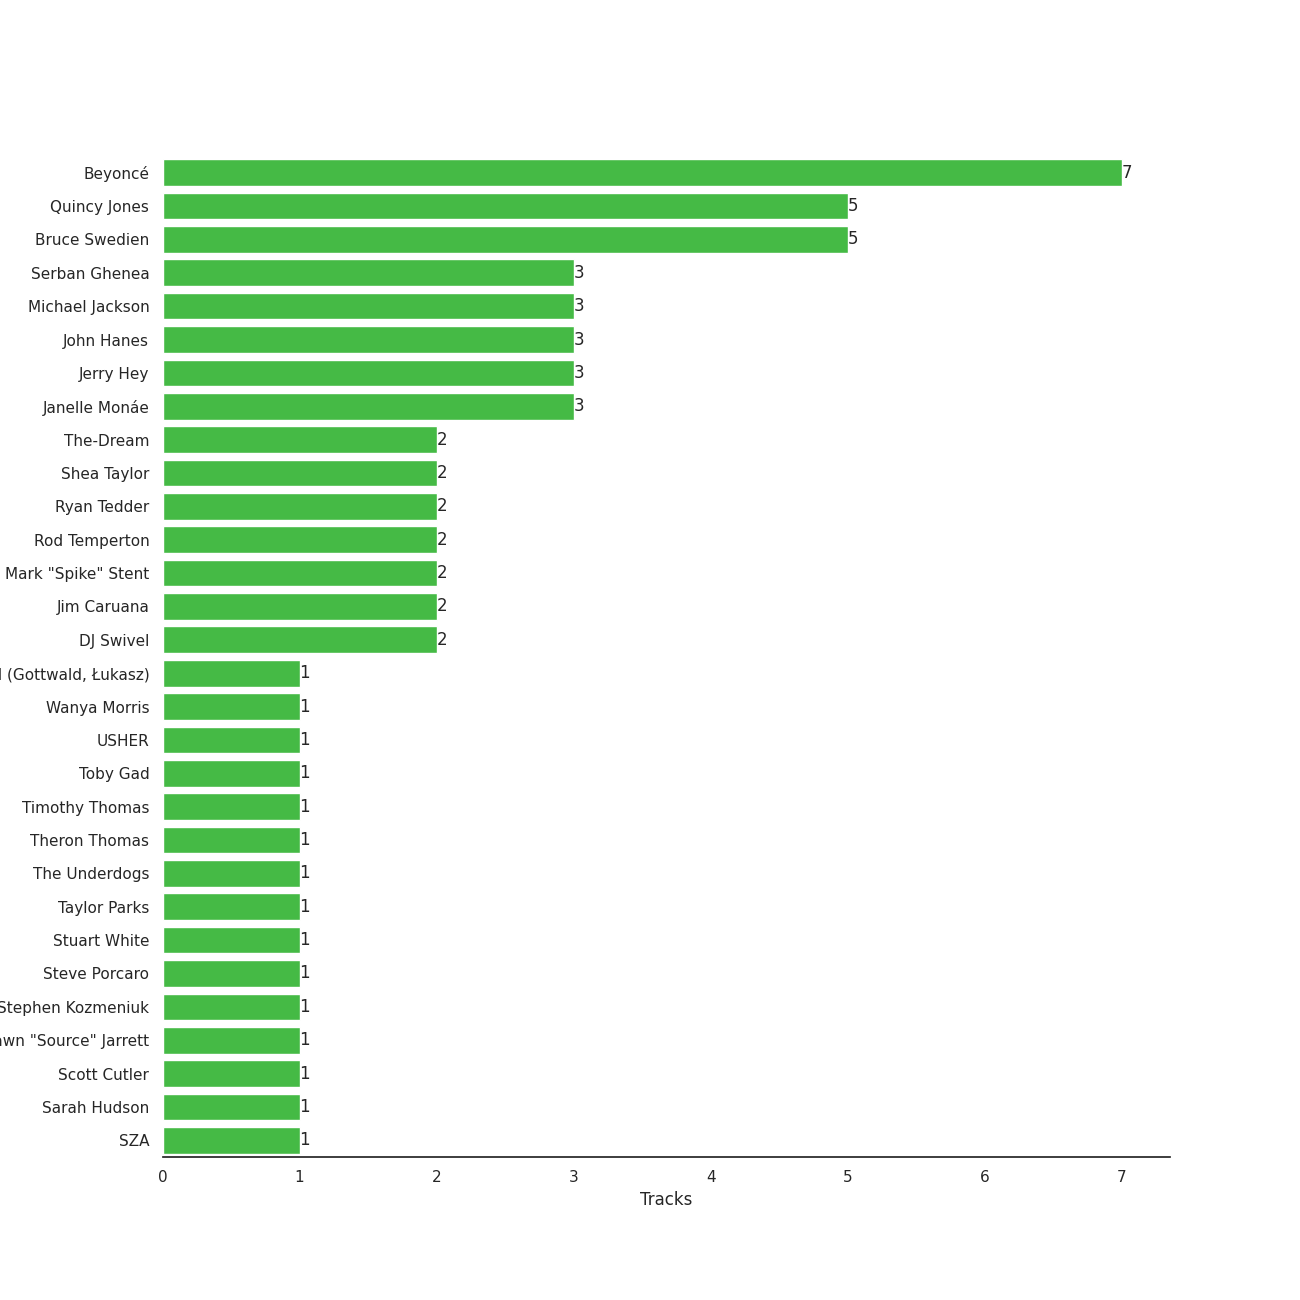 Beyoncé 7
Quincy Jones 5
Bruce Swedien 5
Serban Ghenea 3
Michael Jackson 3
John Hanes 3
Jerry Hey 3
Janelle Monáe 3
The-Dream 2
Shea Taylor 2
Ryan Tedder 2
Rod Temperton 2
Mark "Spike" Stent 2
Jim Caruana 2
DJ Swivel 2
(Gottwald, Łukasz) 1
Wanya Morris 1
USHER 1
Toby Gad 1
Timothy Thomas 1
Theron Thomas 1
The Underdogs 1
Taylor Parks 1
Stuart White 1
Steve Porcaro 1
Stephen Kozmeniuk 1
wn "Source" Jarrett 1
Scott Cutler 1
Sarah Hudson 1
SZA 1
0 1 2 3 4 5 6 7
Tracks